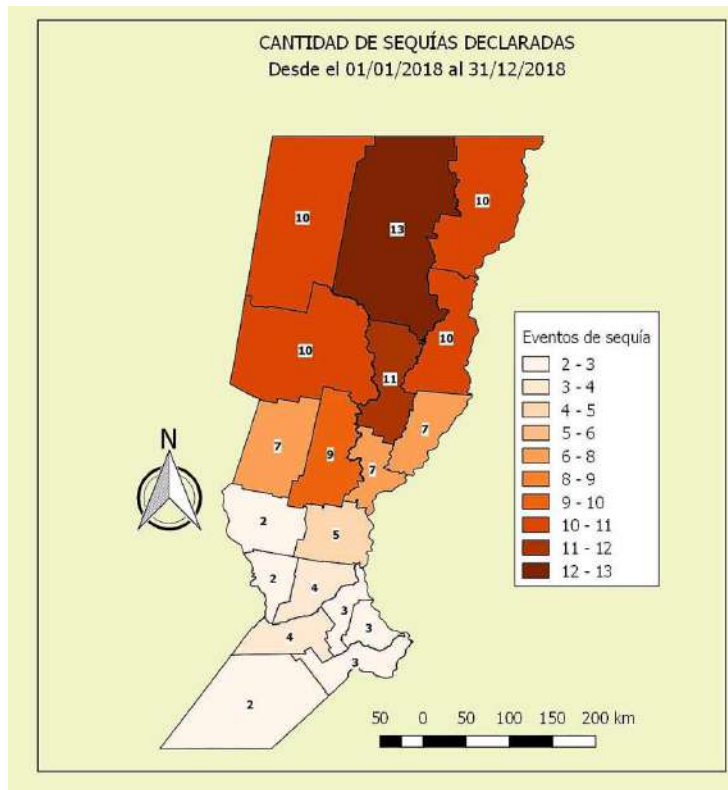 CANTIDAD DE SEQUÍAS DECLARADAS
Desde el 01/01/2018 al 31/12/2018
10
13
10
10
10
11
7
9
7
7
2
5
2
4
3
3
4
3
2
N
Eventos de sequía
2 - 3
3 - 4
4 - 5
5 - 6
6 - 8
8 - 9
9 - 10
10 - 11
11 - 12
12 - 13
50 0 50 100 150 200 km